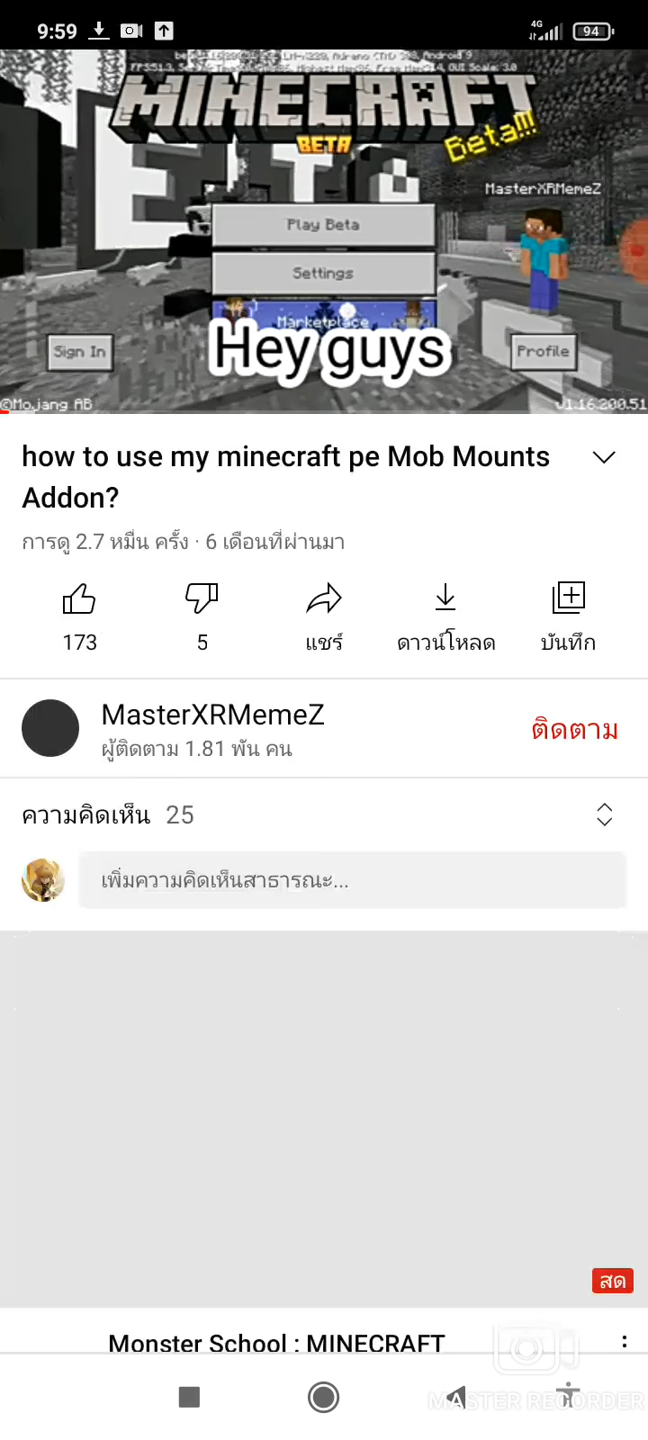 9:59
4G
94
MINECRAFT
BETA
Beta!!!
MasterXRMemeZ
Play Beta
Settings
Marketplace
Hey guys
Sign In
Profile
©Mojang AB
v1.16.200.51
how to use my minecraft pe Mob Mounts
Addon?
การดู 2.7 หมื่น ครั้ง · 6 เดือนที่ผ่านมา
173
5
แชร์
ดาวน์โหลด
บันทึก
MasterXRMemeZ
ผู้ติดตาม 1.81 พัน คน
ติดตาม
ความคิดเห็น 25
เพิ่มความคิดเห็นสาธารณะ...
สด
Monster School : MINECRAFT
MASTER RECORDER